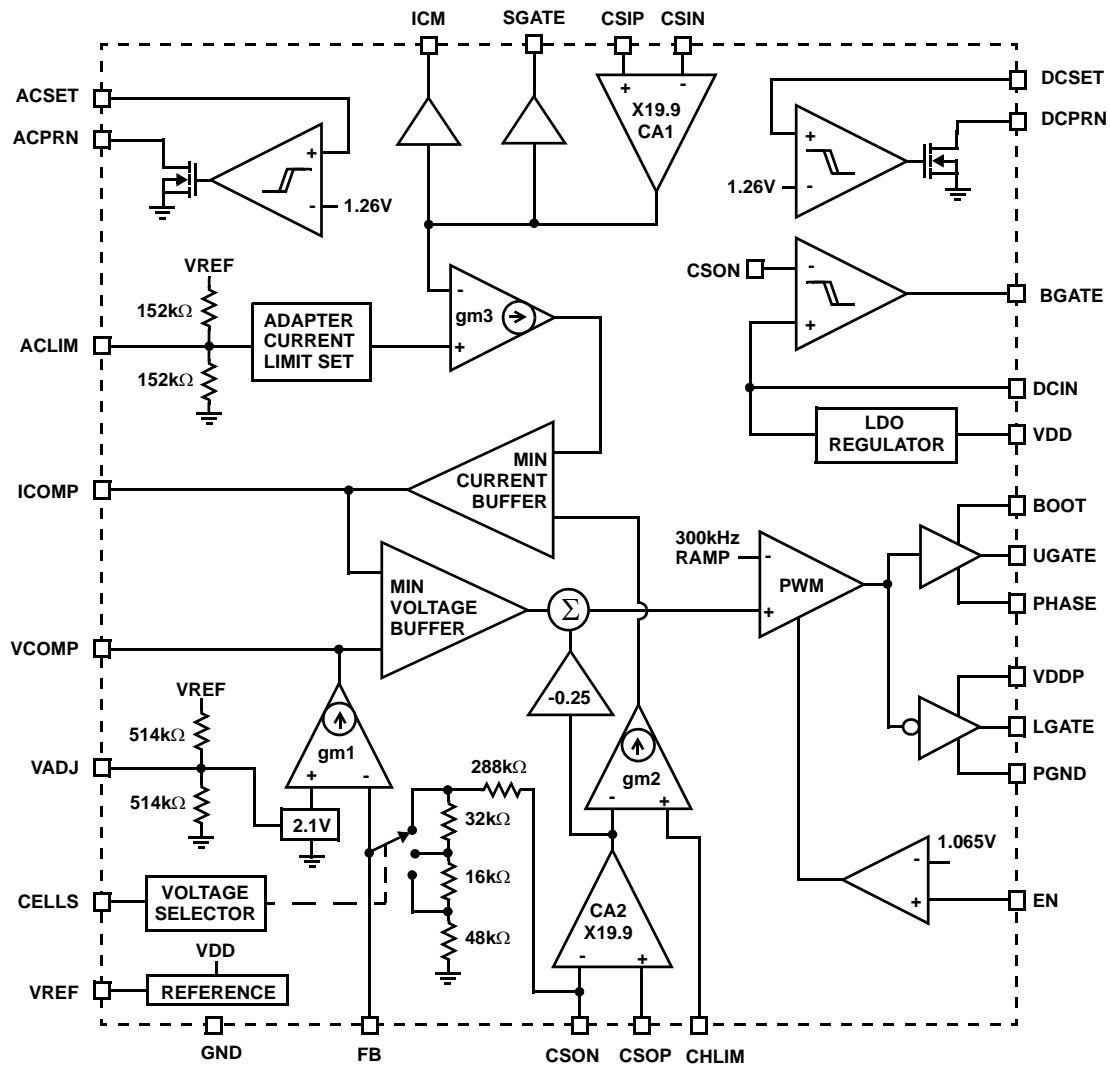 ICM
SGATE
CSIP
CSIN
ACSET
ACPRN
+
-
1.26V
+
-
X19.9
CA1
DCSET
DCPRN
+
1.26V
-
VREF
152kΩ
152kΩ
ACLIM
ADAPTER
CURRENT
LIMIT SET
-
gm3
+
CSON
-
+
BGATE
DCIN
LDO
REGULATOR
VDD
ICOMP
MIN
CURRENT
BUFFER
MIN
VOLTAGE
BUFFER
Σ
300kHz
RAMP
-
PWM
+
BOOT
UGATE
PHASE
VCOMP
VREF
514kΩ
514kΩ
VADJ
gm1
+
-
2.1V
-0.25
gm2
-
+
VDDP
LGATE
PGND
288kΩ
32kΩ
16kΩ
48kΩ
1.065V
-
+
EN
CELLS
VOLTAGE
SELECTOR
CA2
X19.9
-
+
VDD
VREF
REFERENCE
GND
FB
CSON
CSOP
CHLIM